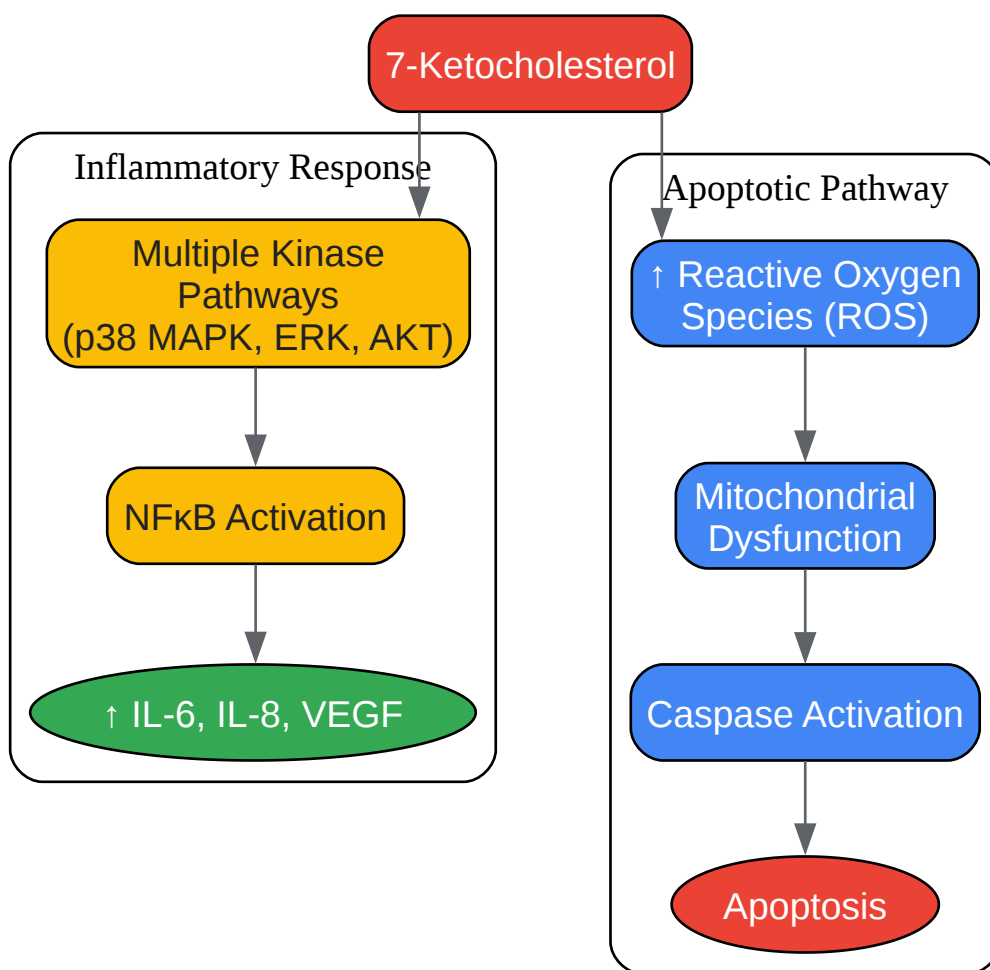 7-Ketocholesterol
Inflammatory Response
Multiple Kinase
Pathways
(p38 MAPK, ERK, AKT)
NFκB Activation
↑ IL-6, IL-8, VEGF
Apoptotic Pathway
↑ Reactive Oxygen
Species (ROS)
Mitochondrial
Dysfunction
Caspase Activation
Apoptosis